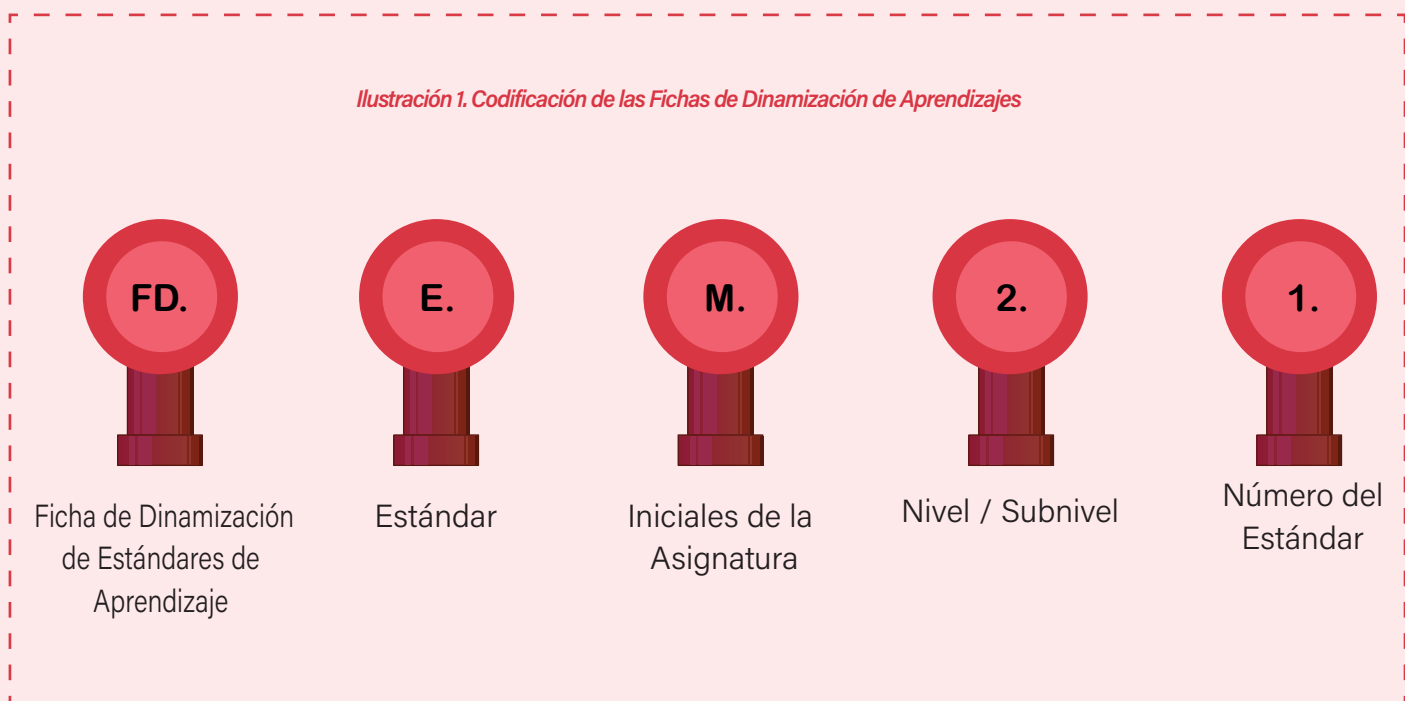 Ilustración 1. Codificación de las Fichas de Dinamización de Aprendizajes
FD.
E.
M.
2.
1.
Ficha de Dinamización
de Estándares de
Aprendizaje
Estándar
Iniciales de la
Asignatura
Nivel / Subnivel
Número del
Estándar